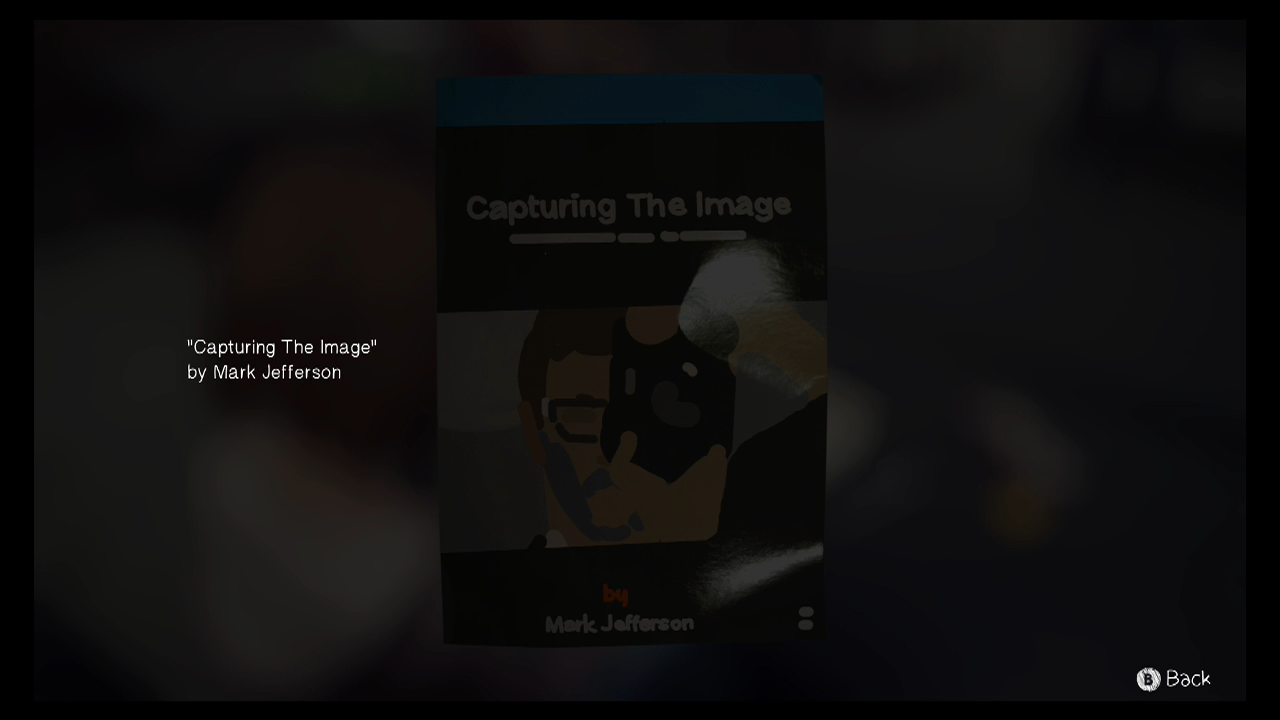 Capturing The Image
"Capturing The Image"
by Mark Jefferson
by
Mark Jefferson
B Back